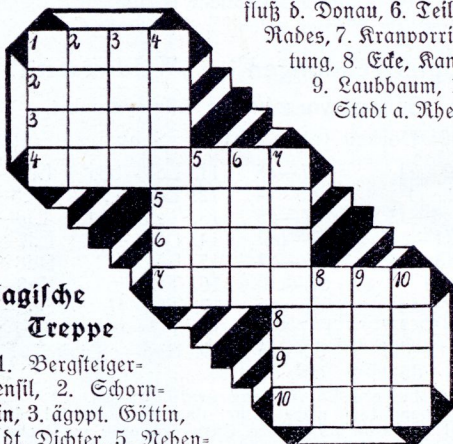 agische
Treppe
1. Bergsteiger=
ensil, 2. Schorn=
in, 3. ägypt. Göttin,
dt. Dichter, 5. Neben=
fluß d. Donau, 6. Teil
Rades, 7. Kranvorri
tung, 8 Ecke, Kan
9. Laubbaum, 1
Stadt a. Rhe
1 2 3 4
2
3
4 5 6 7
5
6
7 8 9 10
8
9
10